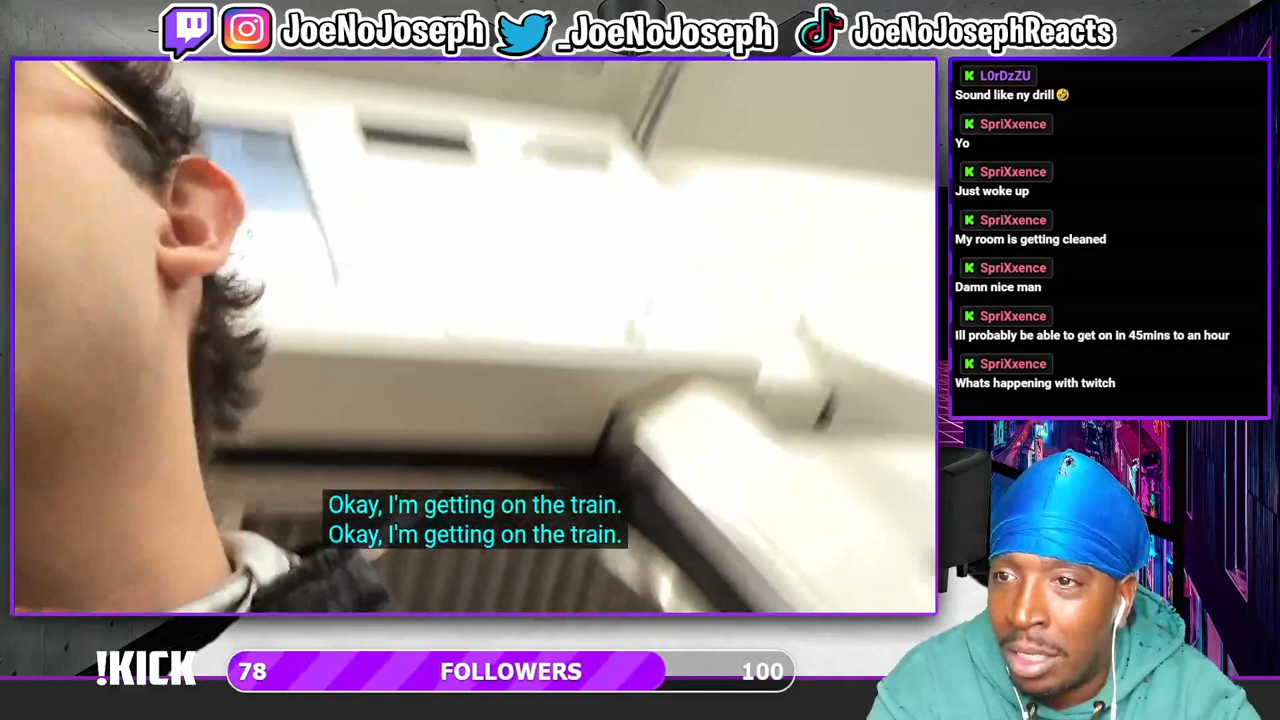 JoeNoJoseph
_JoeNoJoseph
JoeNoJosephReacts
L0rDzZU
Sound like ny drill🤣
SpriXxence
Yo
SpriXxence
Just woke up
SpriXxence
My room is getting cleaned
SpriXxence
Damn nice man
SpriXxence
Ill probably be able to get on in 45mins to an hour
SpriXxence
Whats happening with twitch
Okay, I'm getting on the train.
Okay, I'm getting on the train.
!KICK
78 FOLLOWERS 100